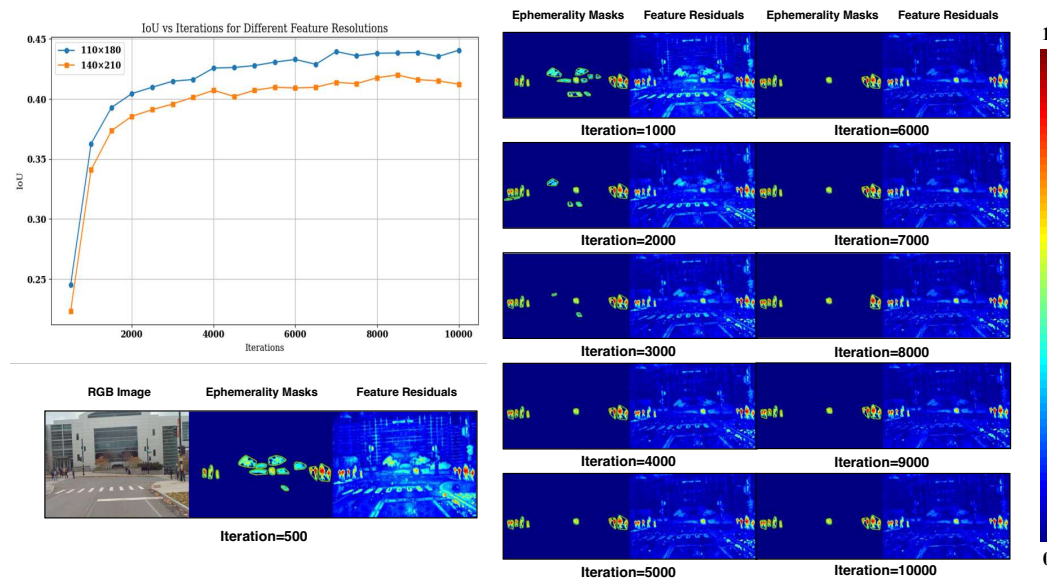 IoU vs Iterations for Different Feature Resolutions
110×180
140×210
0.45
0.40
0.35
0.30
0.25
IoU
2000 4000 6000 8000 10000
Iterations
RGB Image Ephemerality Masks Feature Residuals
Iteration=500
Ephemerality Masks Feature Residuals Ephemerality Masks Feature Residuals
Iteration=1000 Iteration=6000
Iteration=2000 Iteration=7000
Iteration=3000 Iteration=8000
Iteration=4000 Iteration=9000
Iteration=5000 Iteration=10000
1
0